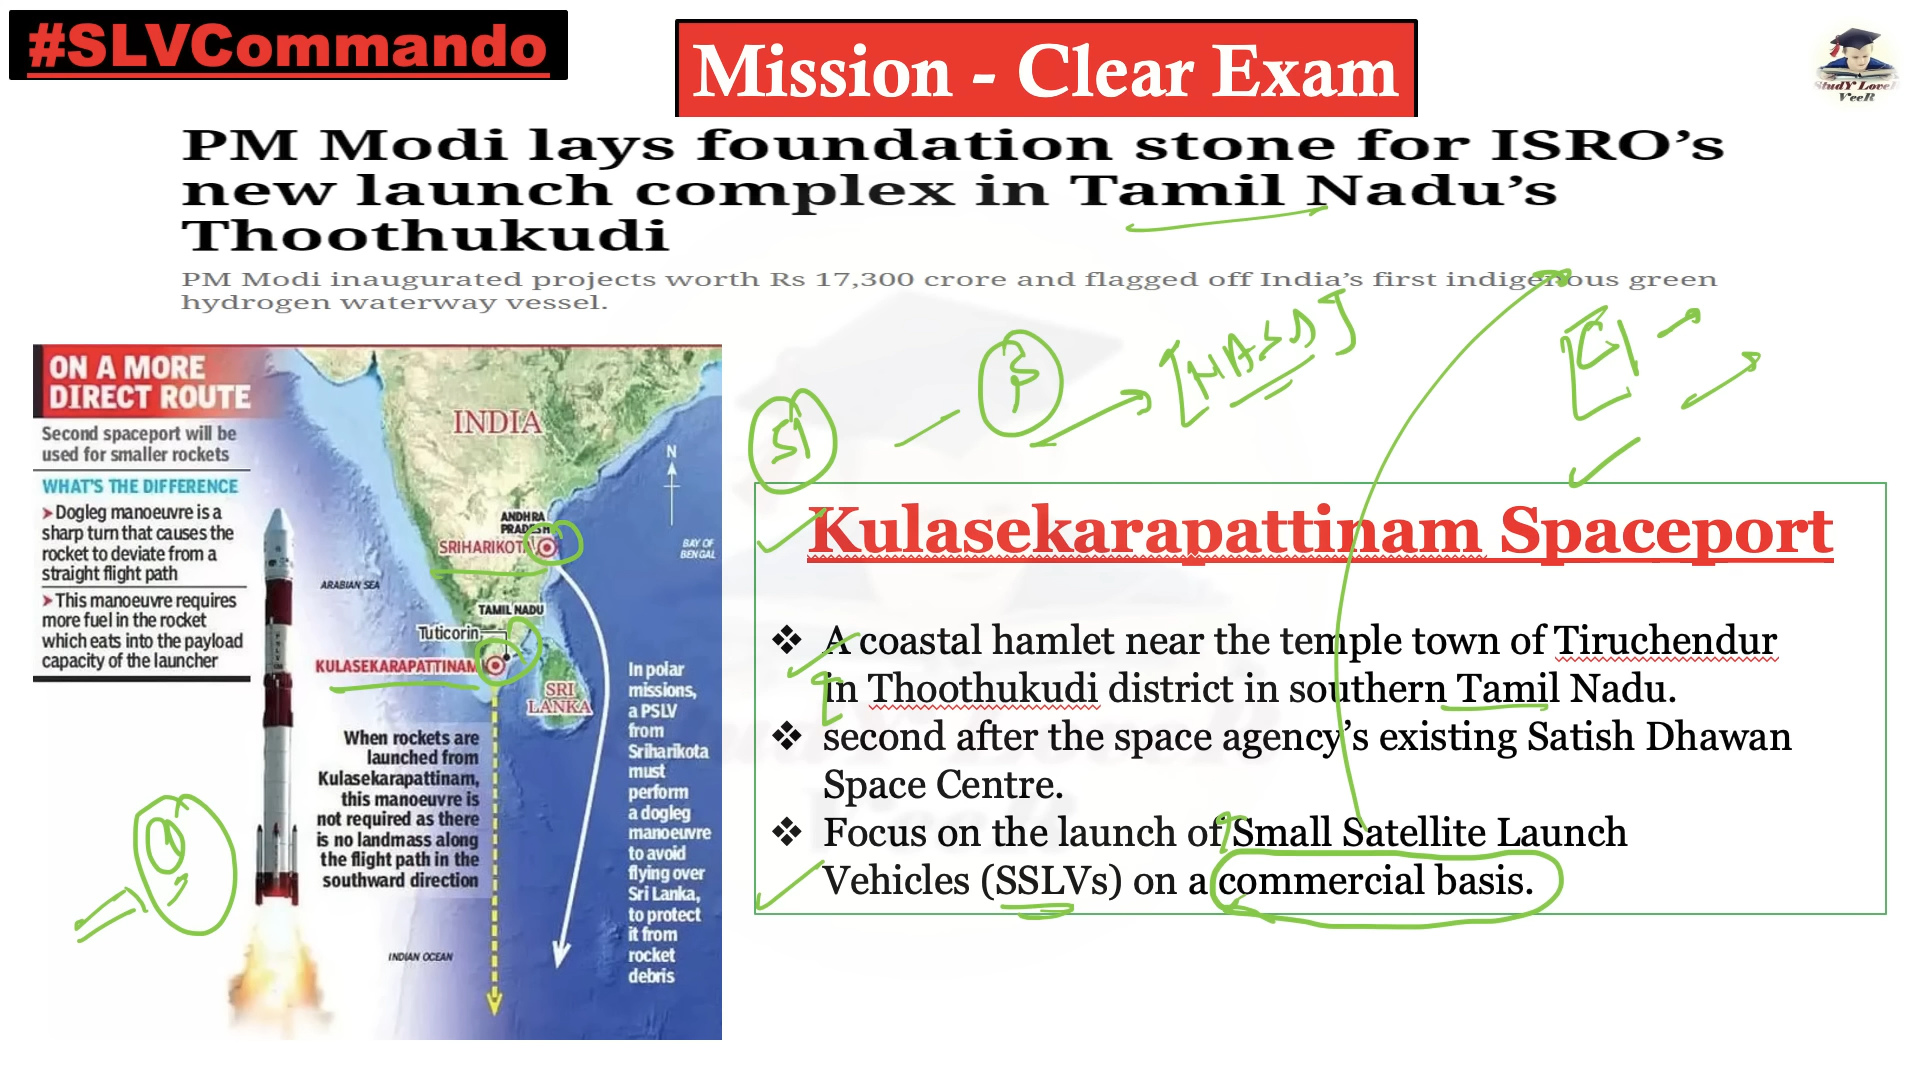 #SLVCommando
Mission - Clear Exam
StudY LoveR
VeeR
PM Modi lays foundation stone for ISRO’s
new launch complex in Tamil Nadu’s
Thoothukudi
PM Modi inaugurated projects worth Rs 17,300 crore and flagged off India’s first indigenous green
hydrogen waterway vessel.
ON A MORE
DIRECT ROUTE
Second spaceport will be
used for smaller rockets
WHAT'S THE DIFFERENCE
➤ Dogleg manoeuvre is a
sharp turn that causes the
rocket to deviate from a
straight flight path
➤ This manoeuvre requires
more fuel in the rocket
which eats into the payload
capacity of the launcher
INDIA
N
ANDHRA
PRADESH
SRIHARIKOTA
BAY OF
BENGAL
ARABIAN SEA
TAMIL NADU
Tuticorin
KULASEKARAPATTINAM
SRI
LANKA
When rockets are
launched from
Kulasekarapattinam,
this manoeuvre is
not required as there
is no landmass along
the flight path in the
southward direction
In polar
missions,
a PSLV
from
Sriharikota
must
perform
a dogleg
manoeuvre
to avoid
flying over
Sri Lanka,
to protect
it from
rocket
debris
INDIAN OCEAN
Kulasekarapattinam Spaceport
❖ A coastal hamlet near the temple town of Tiruchendur
in Thoothukudi district in southern Tamil Nadu.
❖ second after the space agency’s existing Satish Dhawan
Space Centre.
❖ Focus on the launch of Small Satellite Launch
Vehicles (SSLVs) on a commercial basis.